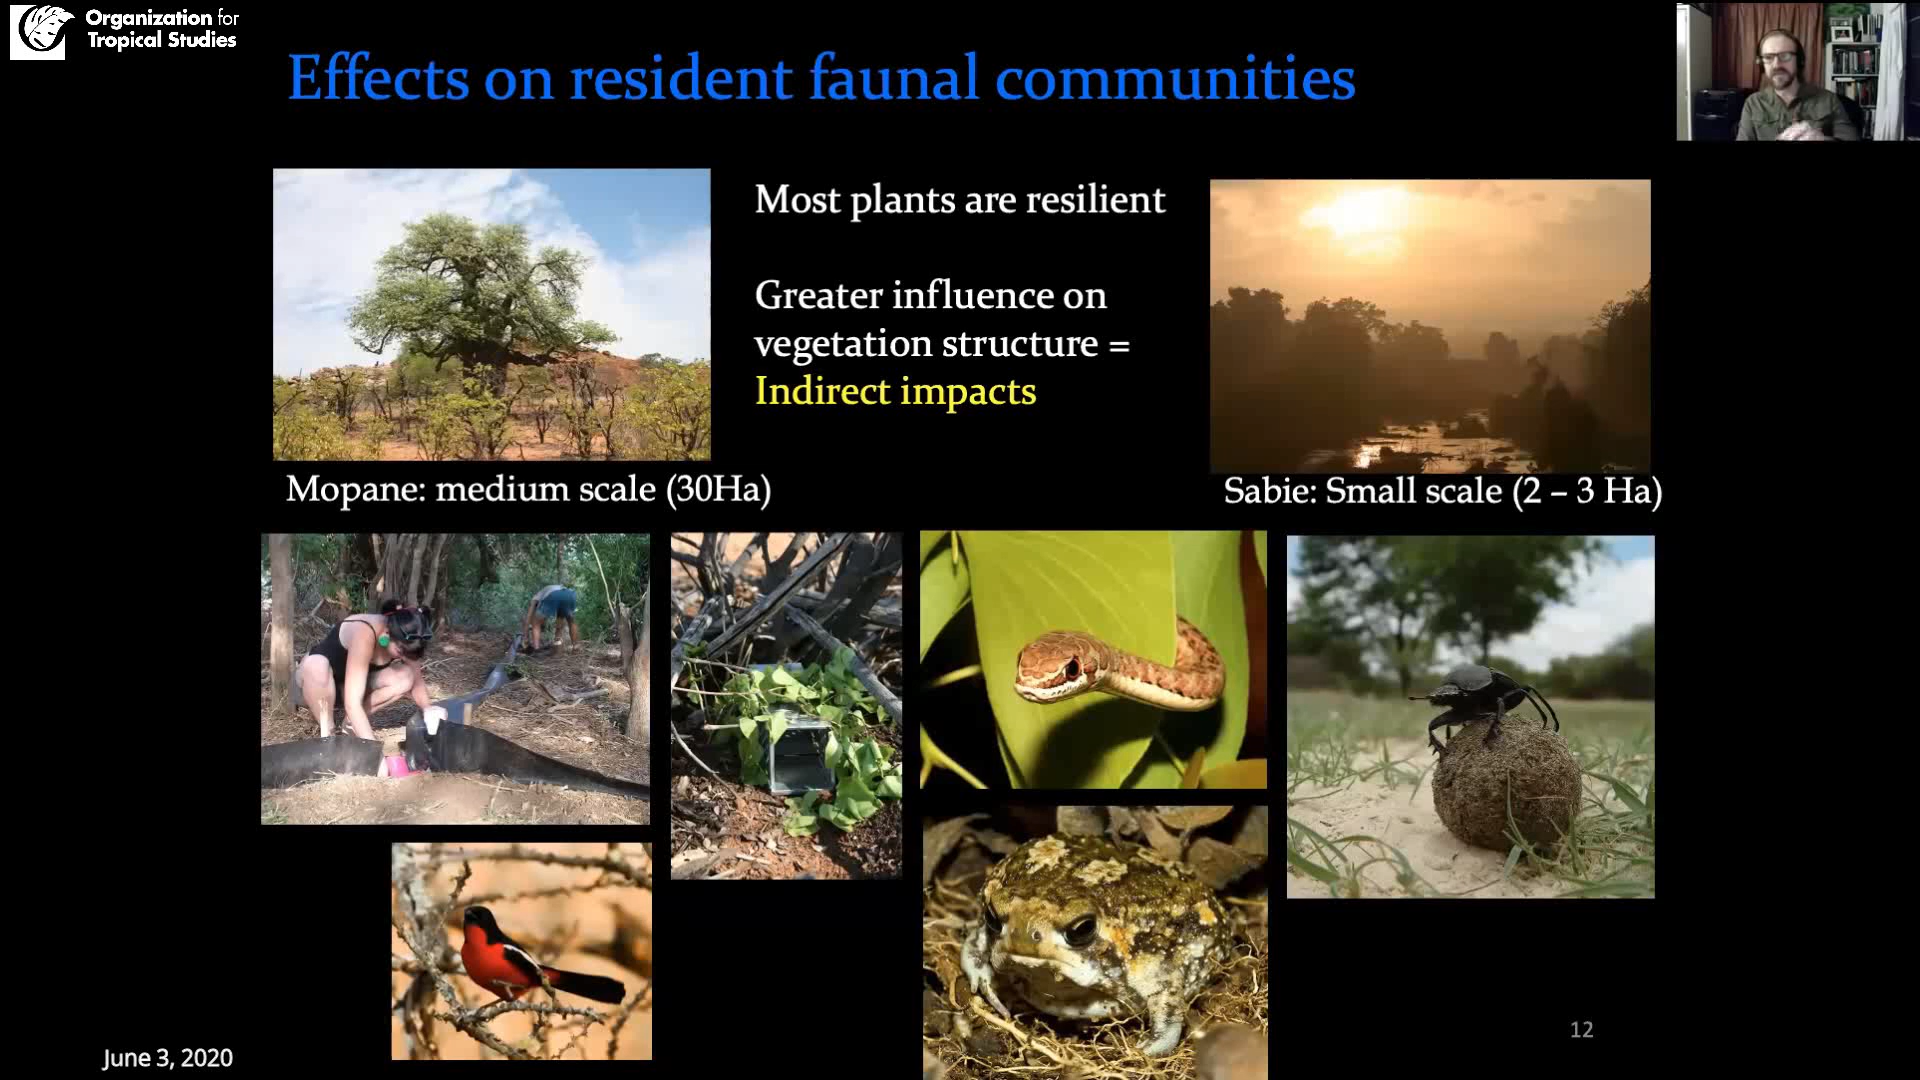 Organization for
Tropical Studies
Effects on resident faunal communities
Most plants are resilient
Greater influence on
vegetation structure =
Indirect impacts
Mopane: medium scale (30Ha)
Sabie: Small scale (2 – 3 Ha)
June 3, 2020
12